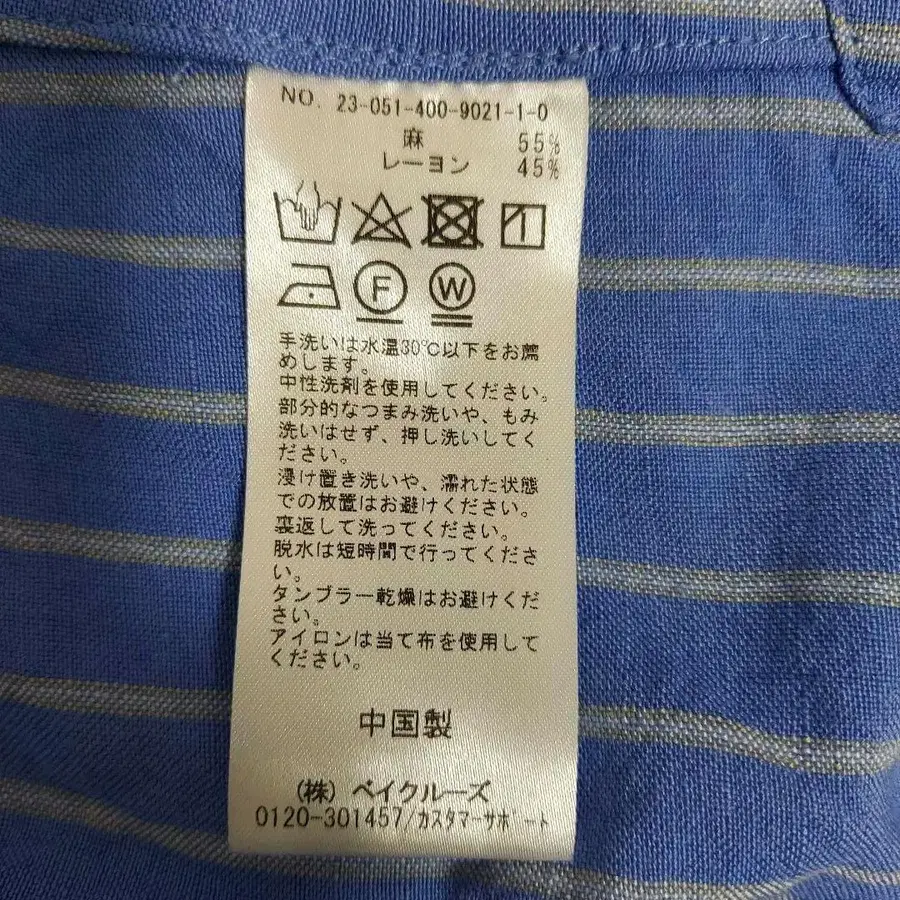 NO. 23-051-400-9021-1-0
麻 55%
レーヨン 45%
F W
手洗いは水温30℃以下をお薦
めします。
中性洗剤を使用してください。
部分的なつまみ洗いや、もみ
洗いはせず、押し洗いしてく
ださい。
浸け置き洗いや、濡れた状態
での放置はお避けください。
裏返して洗ってください。
脱水は短時間で行ってくださ
い。
タンブラー乾燥はお避けくだ
さい。
アイロンは当て布を使用して
ください。
中国製
(株) ベイクルーズ
0120-301457/カスタマーサポート